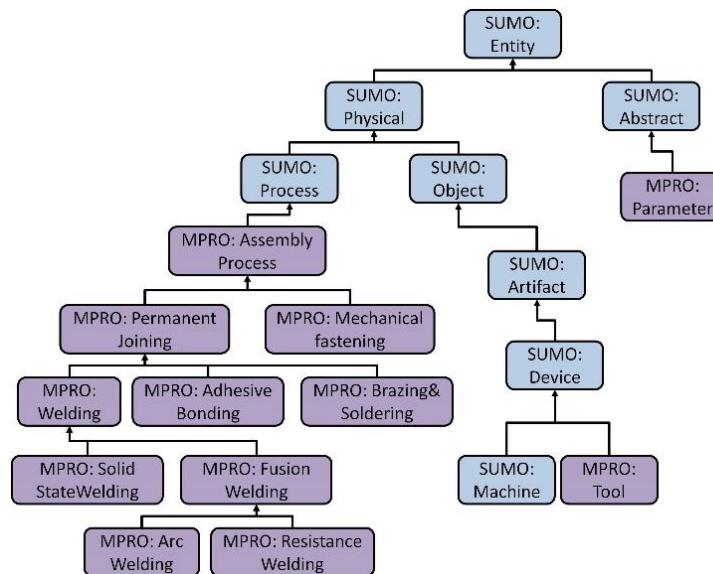 SUMO:
Entity
SUMO:
Physical
SUMO:
Abstract
SUMO:
Process
SUMO:
Object
MPRO:
Parameter
MPRO: Assembly
Process
SUMO:
Artifact
MPRO: Permanent
Joining
MPRO: Mechanical
fastening
SUMO:
Device
MPRO:
Welding
MPRO: Adhesive
Bonding
MPRO: Brazing&
Soldering
MPRO: Solid
StateWelding
MPRO: Fusion
Welding
SUMO:
Machine
MPRO:
Tool
MPRO: Arc
Welding
MPRO: Resistance
Welding